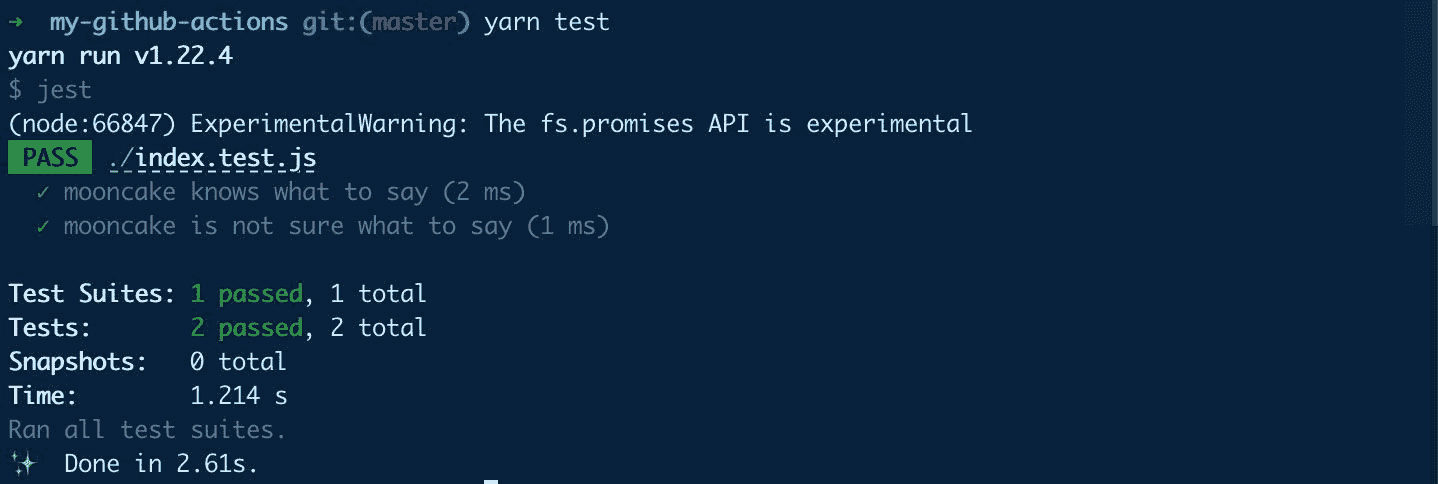 ➜  my-github-actions git:(master) yarn test
yarn run v1.22.4
$ jest
(node:66847) ExperimentalWarning: The fs.promises API is experimental
PASS ./index.test.js
✓ mooncake knows what to say (2 ms)
✓ mooncake is not sure what to say (1 ms)
Test Suites: 1 passed, 1 total
Tests: 2 passed, 2 total
Snapshots: 0 total
Time: 1.214 s
Ran all test suites.
✨ Done in 2.61s.